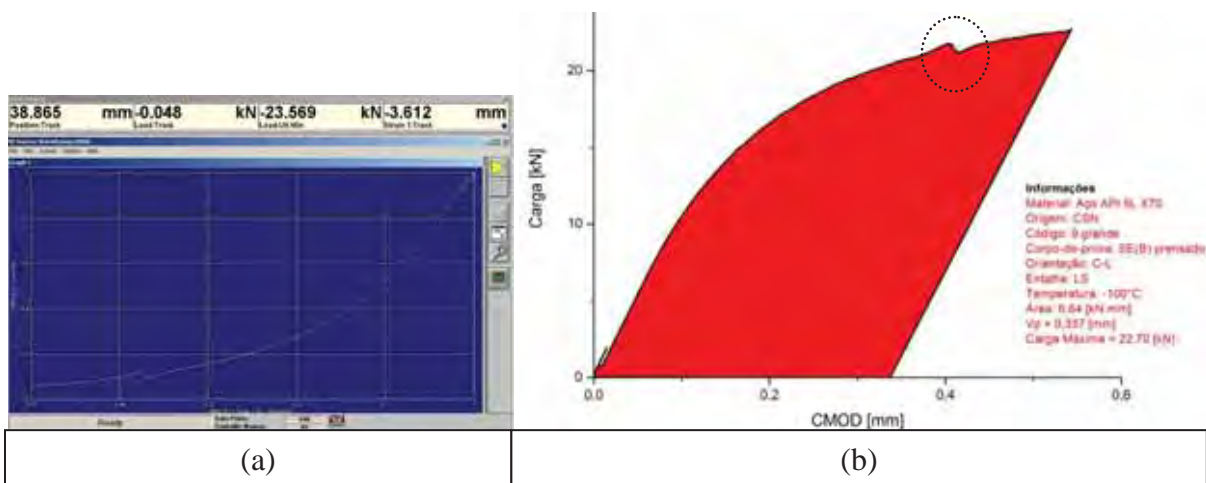 38.865 mm -0.048 kN -23.569 kN -3.612 mm
Position Track Load Track Strain 1 Track
Ready
(a)
Carga [kN]
20
10
0
0.0 0.2 0.4 0.6
CMOD [mm]
Informações
Material: Aço API 5L X70
Origem: CSN
Código: 9 grande
Corpo-de-prova: SE(B) prensado
Orientação: C-L
Entalhe: LS
Temperatura: -100°C
Área: 6.64 [kN.mm]
Vp = 0,337 [mm]
Carga Máxima = 22.70 [kN]
(b)